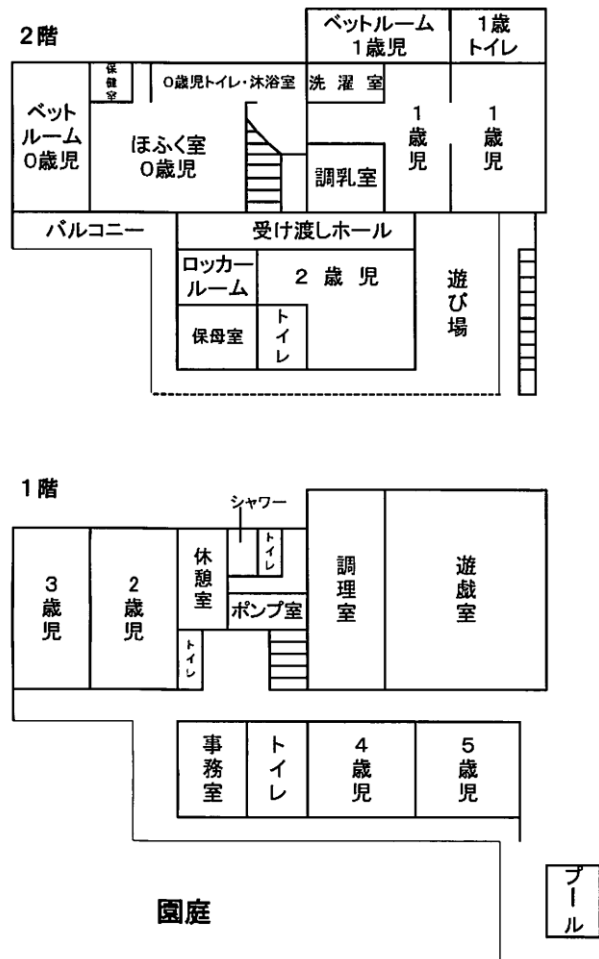 2階
ベットルーム
1歳児
1歳
トイレ
保健室
0歳児トイレ・沐浴室
洗濯室
ベット
ルーム
0歳児
ほふく室
0歳児
調乳室
1歳児
1歳児
バルコニー
受け渡しホール
ロッカー
ルーム
2歳児
遊び場
保母室
トイレ
1階
シャワー
3歳児
2歳児
休憩室
トイレ
調理室
遊戯室
ポンプ室
トイレ
事務室
トイレ
4歳児
5歳児
園庭
プール